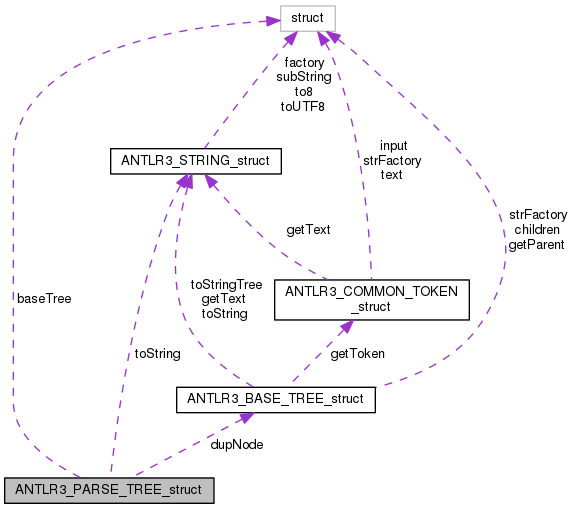 struct
factory
subString
to8
toUTF8
input
strFactory
text
ANTLR3_STRING_struct
strFactory
children
getParent
getText
ANTLR3_COMMON_TOKEN
_struct
toStringTree
getText
toString
baseTree
toString
getToken
ANTLR3_BASE_TREE_struct
dupNode
ANTLR3_PARSE_TREE_struct